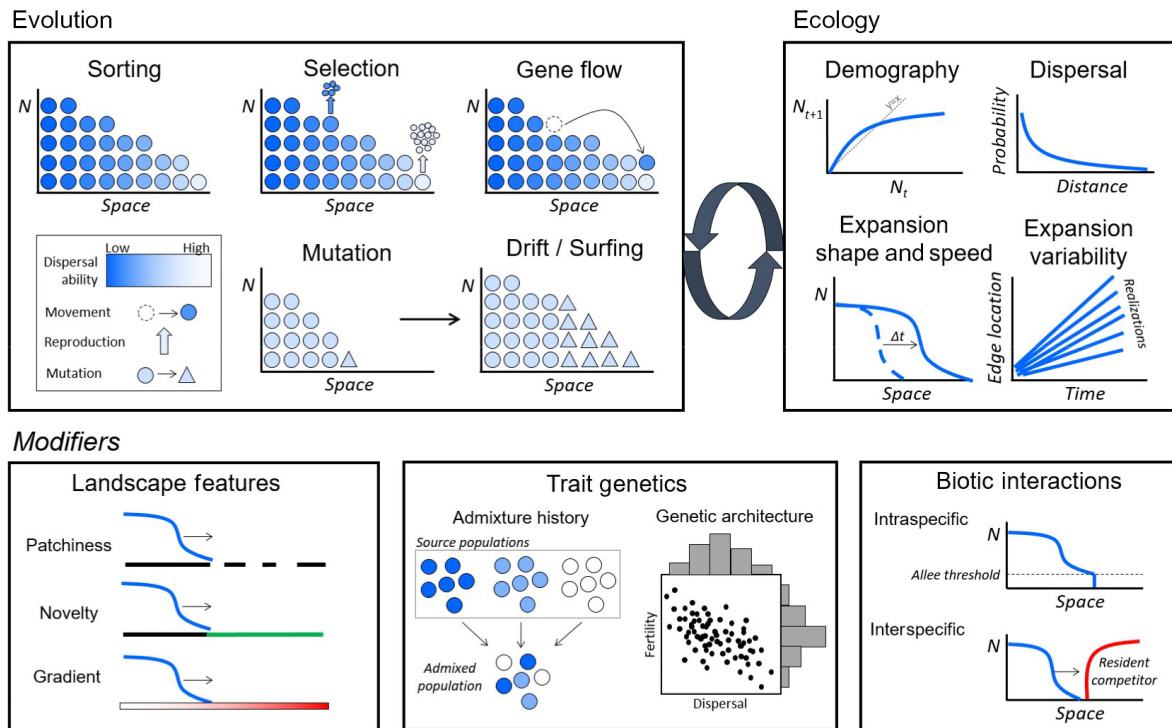 Evolution
Sorting
N
Space
Selection
N
Space
Gene flow
N
Space
Low
High
Dispersal
ability
Movement
Reproduction
Mutation
Mutation
N
Space
Drift / Surfing
N
Space
Ecology
Demography
Nt+1
y=x
Nt
Dispersal
Probability
Distance
Expansion
shape and speed
N
Δt
Space
Expansion
variability
Edge location
Realizations
Time
Modifiers
Landscape features
Patchiness
Novelty
Gradient
Trait genetics
Admixture history
Source populations
Admixed
population
Genetic architecture
Fertility
Dispersal
Biotic interactions
Intraspecific
N
Allee threshold
Space
Interspecific
N
Resident
competitor
Space